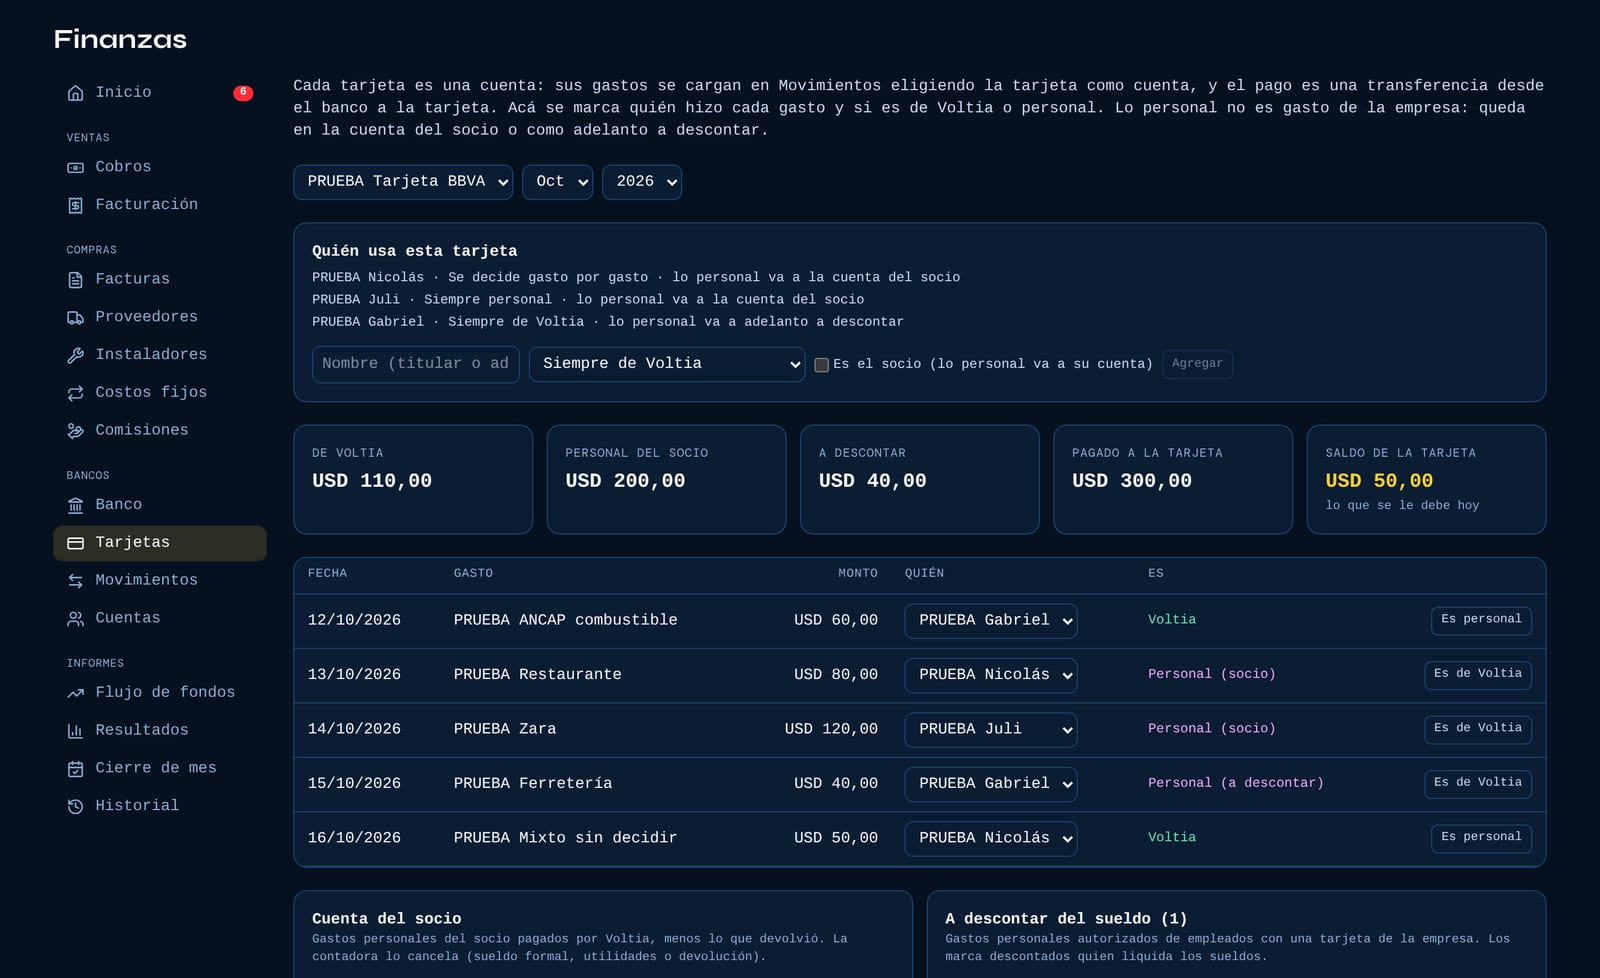 Finanzas
Inicio
6
VENTAS
Cobros
Facturación
COMPRAS
Facturas
Proveedores
Instaladores
Costos fijos
Comisiones
BANCOS
Banco
Tarjetas
Movimientos
Cuentas
INFORMES
Flujo de fondos
Resultados
Cierre de mes
Historial
Cada tarjeta es una cuenta: sus gastos se cargan en Movimientos eligiendo la tarjeta como cuenta, y el pago es una transferencia desde
el banco a la tarjeta. Acá se marca quién hizo cada gasto y si es de Voltia o personal. Lo personal no es gasto de la empresa: queda
en la cuenta del socio o como adelanto a descontar.
PRUEBA Tarjeta BBVA Oct 2026
Quién usa esta tarjeta
PRUEBA Nicolás · Se decide gasto por gasto · lo personal va a la cuenta del socio
PRUEBA Juli · Siempre personal · lo personal va a la cuenta del socio
PRUEBA Gabriel · Siempre de Voltia · lo personal va a adelanto a descontar
Nombre (titular o ad Siempre de Voltia Es el socio (lo personal va a su cuenta) Agregar
DE VOLTIA
USD 110,00
PERSONAL DEL SOCIO
USD 200,00
A DESCONTAR
USD 40,00
PAGADO A LA TARJETA
USD 300,00
SALDO DE LA TARJETA
USD 50,00
lo que se le debe hoy
FECHA GASTO MONTO QUIÉN ES
12/10/2026 PRUEBA ANCAP combustible USD 60,00 PRUEBA Gabriel Voltia Es personal
13/10/2026 PRUEBA Restaurante USD 80,00 PRUEBA Nicolás Personal (socio) Es de Voltia
14/10/2026 PRUEBA Zara USD 120,00 PRUEBA Juli Personal (socio) Es de Voltia
15/10/2026 PRUEBA Ferretería USD 40,00 PRUEBA Gabriel Personal (a descontar) Es de Voltia
16/10/2026 PRUEBA Mixto sin decidir USD 50,00 PRUEBA Nicolás Voltia Es personal
Cuenta del socio
Gastos personales del socio pagados por Voltia, menos lo que devolvió. La
contadora lo cancela (sueldo formal, utilidades o devolución).
A descontar del sueldo (1)
Gastos personales autorizados de empleados con una tarjeta de la empresa. Los
marca descontados quien liquida los sueldos.